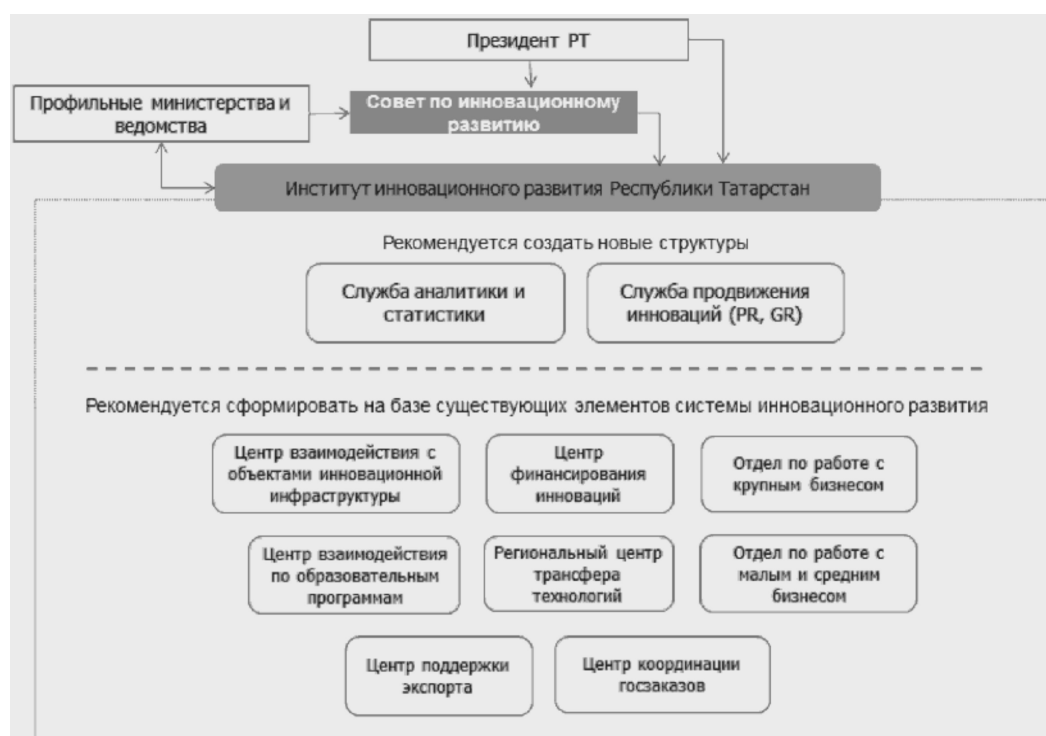 Президент РТ
Профильные министерства и
ведомства
Совет по инновационному
развитию
Институт инновационного развития Республики Татарстан
Рекомендуется создать новые структуры
Служба аналитики и
статистики
Служба продвижения
инноваций (PR, GR)
Рекомендуется сформировать на базе существующих элементов системы инновационного развития
Центр взаимодействия с
объектами инновационной
инфраструктуры
Центр
финансирования
инноваций
Отдел по работе с
крупным бизнесом
Центр взаимодействия
по образовательным
программам
Региональный центр
трансфера
технологий
Отдел по работе с
малым и средним
бизнесом
Центр поддержки
экспорта
Центр координации
госзаказов